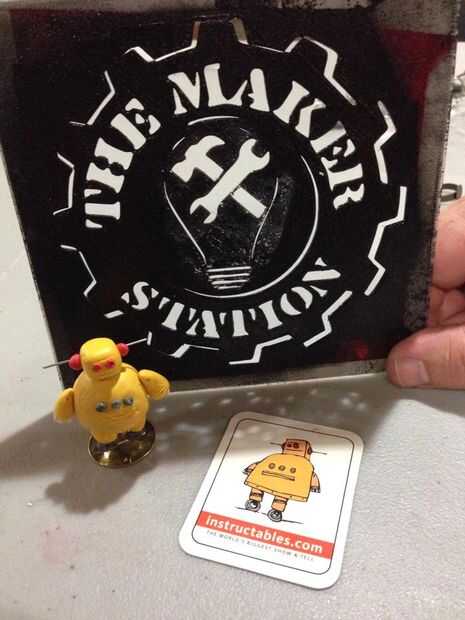 THE MAKER
STATION
instructables.com
THE WORLD'S BIGGEST SHOW & TELL